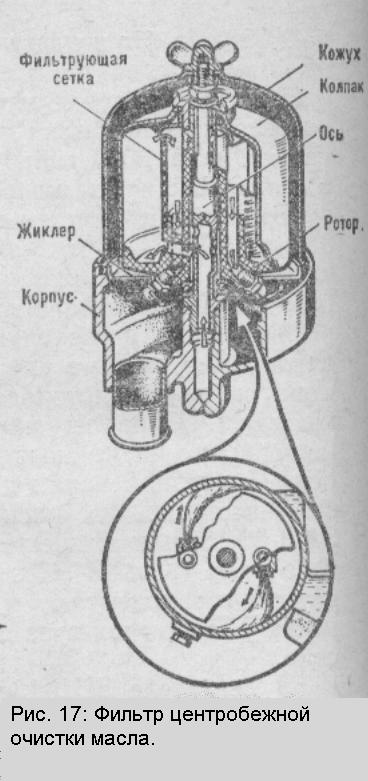 Фильтрующая
сетка
Кожух
Колпак
Ось
Жиклер
Ротор.
Корпус
Рис. 17: Фильтр центробежной
очистки масла.